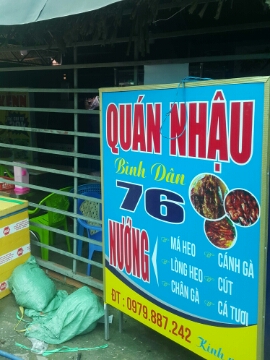 QUÁN NHẬU
Bình Dân
76
NƯỚNG
MÁ HEO
LÒNG HEO
CHÂN GÀ
CÁNH GÀ
CÚT
CÁ TƯƠI
ĐT: 0979.887.242
Kính